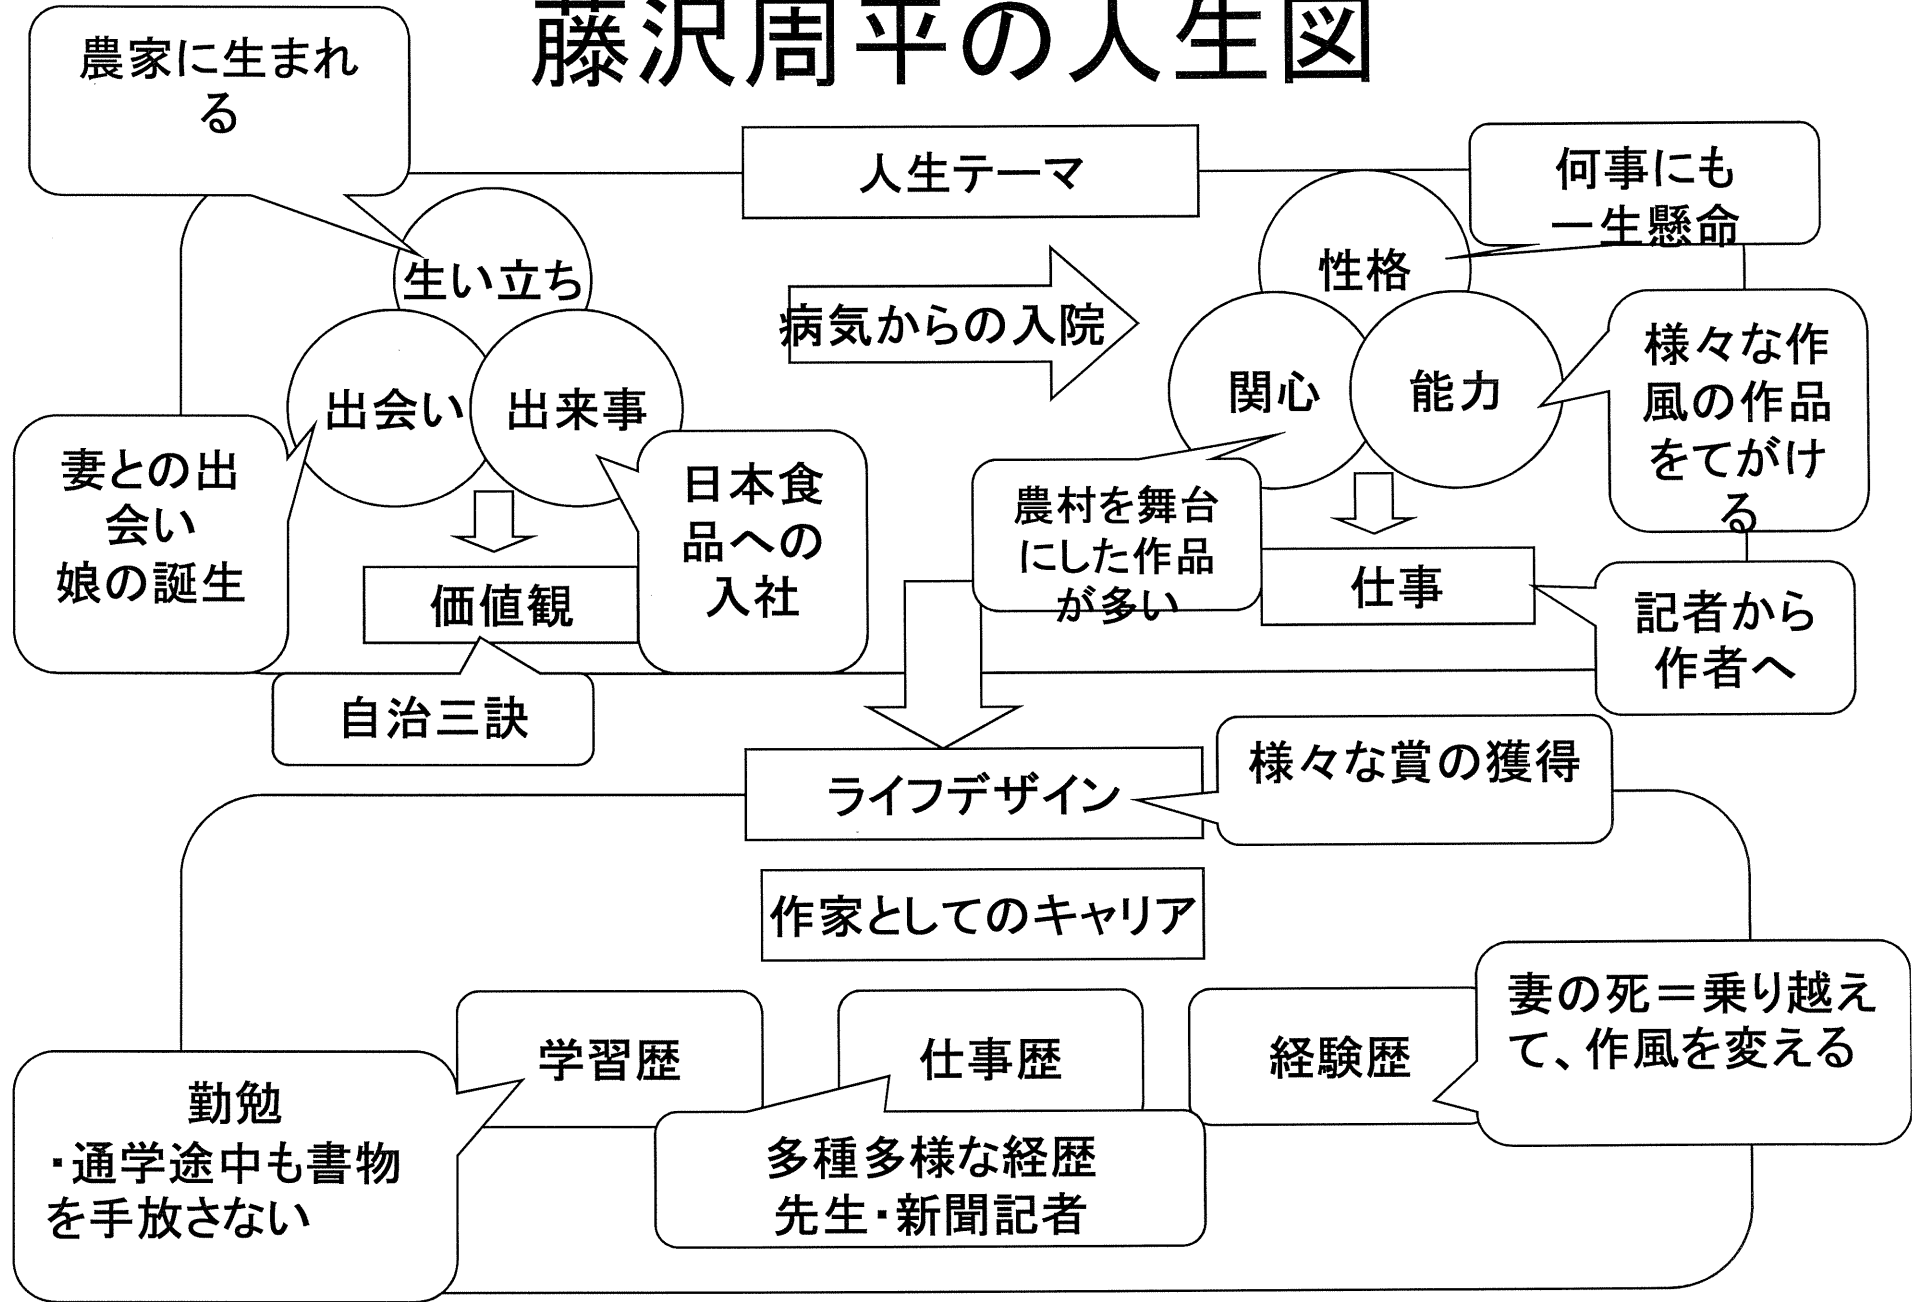 藤沢周平の人生図
農家に生まれ
る
人生テーマ
何事にも
一生懸命
生い立ち
出会い
出来事
病気からの入院
性格
関心
能力
様々な作
風の作品
をてがけ
る
妻との出
会い
娘の誕生
日本食
品への
入社
農村を舞台
にした作品
が多い
価値観
仕事
記者から
作者へ
自治三訣
ライフデザイン
様々な賞の獲得
作家としてのキャリア
学習歴
仕事歴
経験歴
妻の死＝乗り越え
て、作風を変える
勤勉
・通学途中も書物
を手放さない
多種多様な経歴
先生・新聞記者